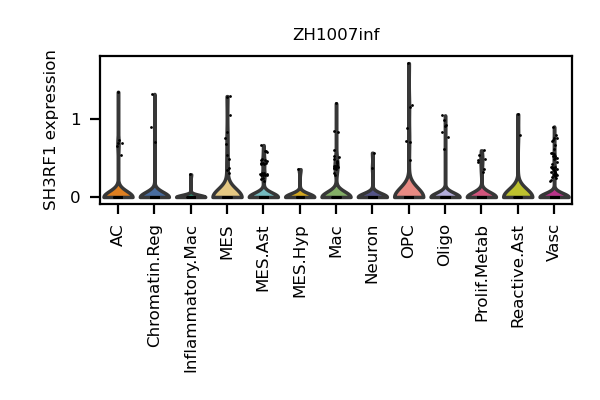 ZH1007inf
SH3RF1 expression
1
0
AC
Chromatin.Reg
Inflammatory.Mac
MES
MES.Ast
MES.Hyp
Mac
Neuron
OPC
Oligo
Prolif.Metab
Reactive.Ast
Vasc